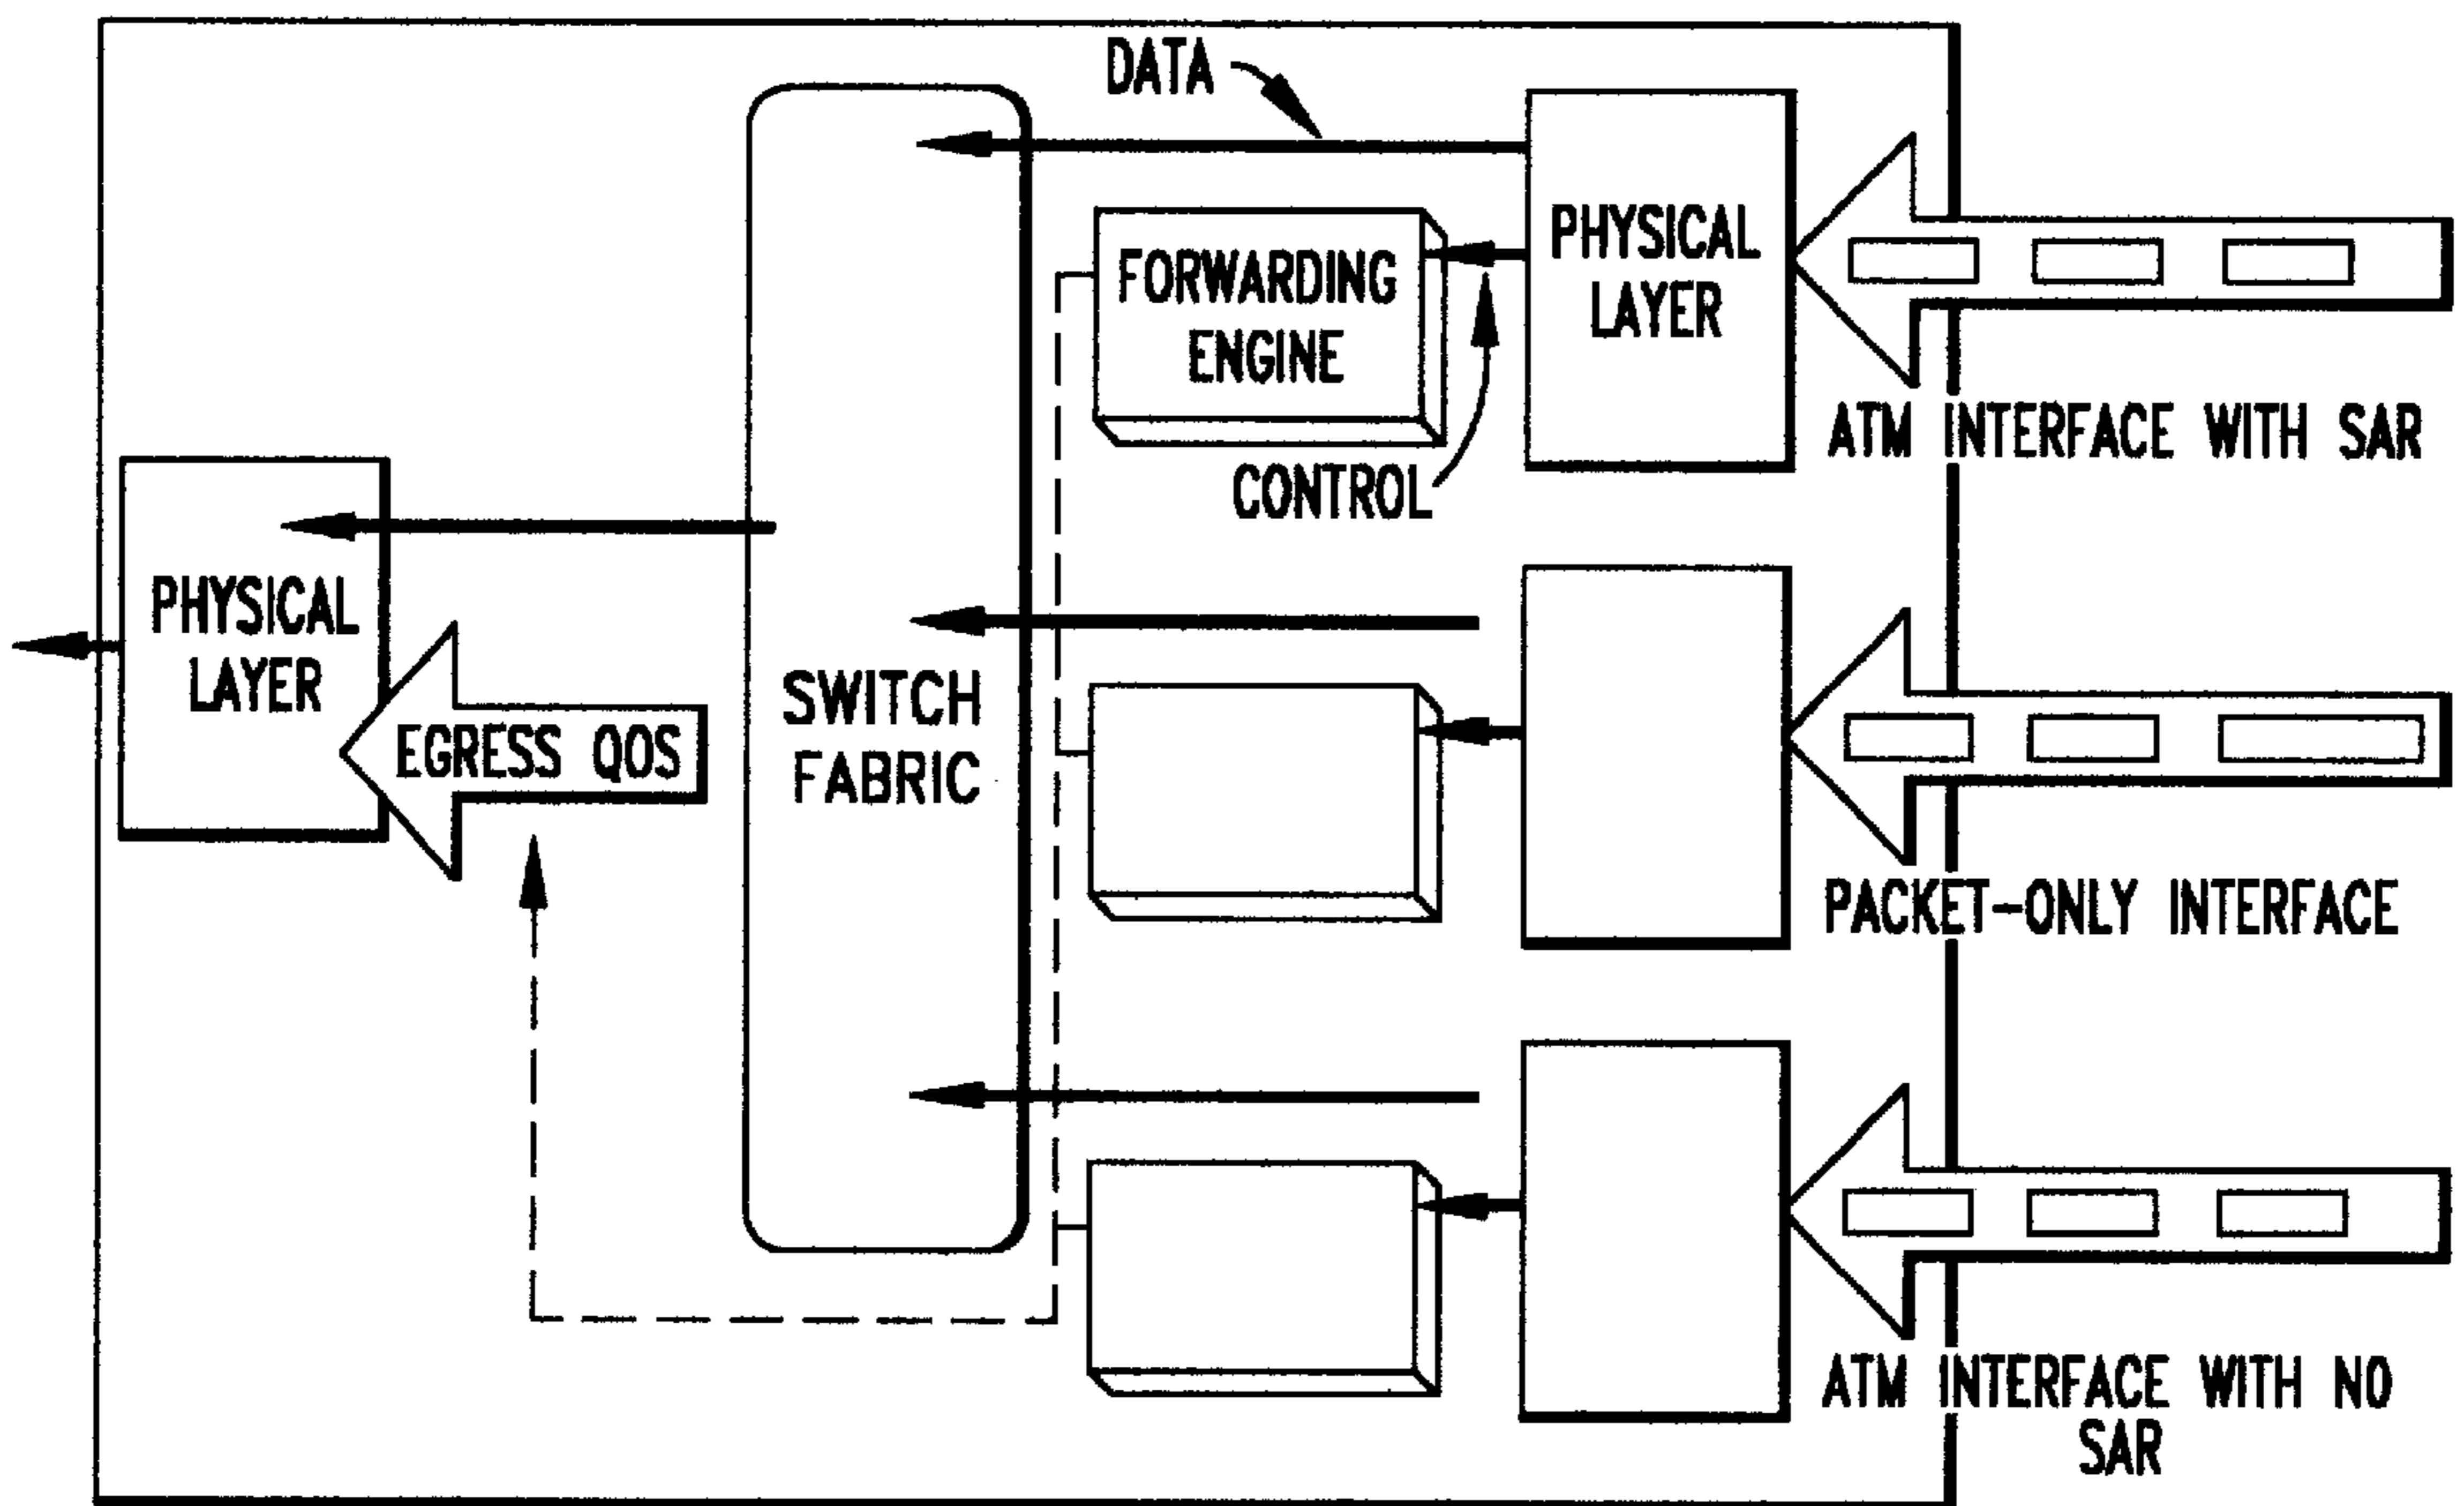 DATA
PHYSICAL
LAYER
FORWARDING
ENGINE
CONTROL
ATM INTERFACE WITH SAR
PHYSICAL
LAYER
EGRESS QOS
SWITCH
FABRIC
PACKET-ONLY INTERFACE
ATM INTERFACE WITH NO
SAR